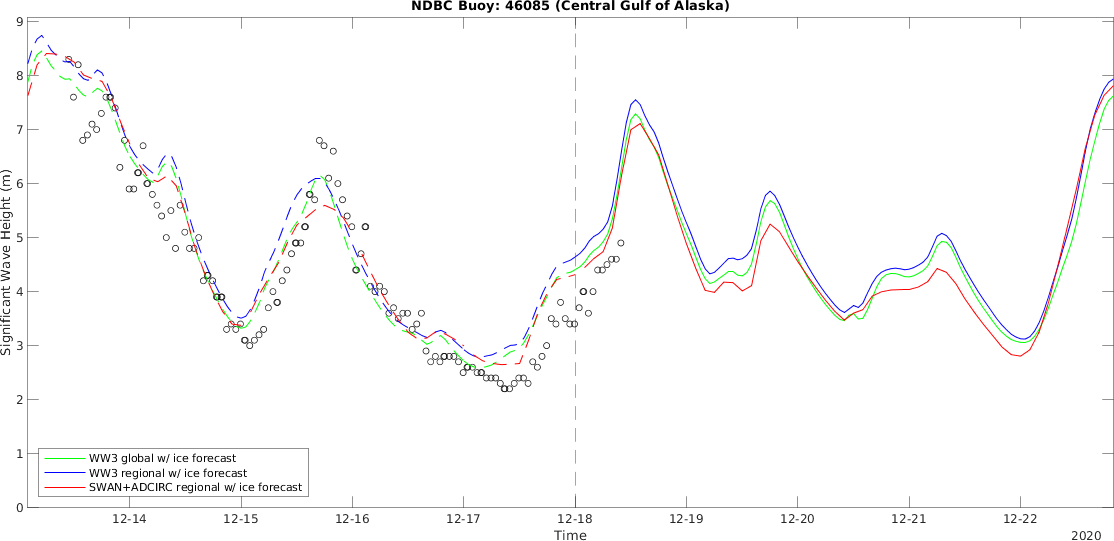 NDBC Buoy: 46085 (Central Gulf of Alaska)
9
8
7
6
5
4
3
2
1
0
Significant Wave Height (m)
WW3 global w/ ice forecast
WW3 regional w/ ice forecast
SWAN+ADCIRC regional w/ ice forecast
12-14 12-15 12-16 12-17 12-18 12-19 12-20 12-21 12-22
Time
2020